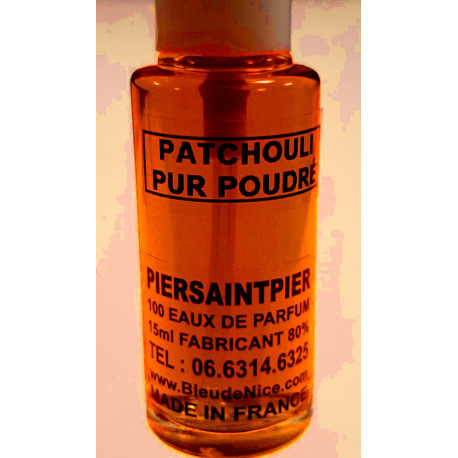 PATCHOULI
PUR POUDRÉ
PIERSAINTPIER
100 EAUX DE PARFUM
15ml FABRICANT 80%
TEL : 06.6314.6325
www.BleudeNice.com
MADE IN FRANCE